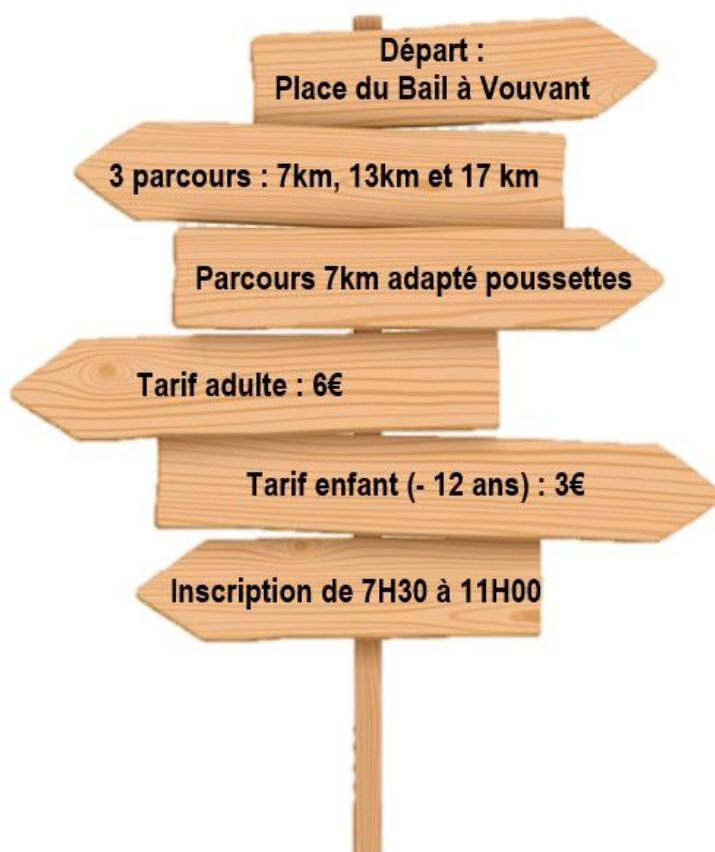 Départ :
Place du Bail à Vouvant
3 parcours : 7km, 13km et 17 km
Parcours 7km adapté poussettes
Tarif adulte : 6€
Tarif enfant (- 12 ans) : 3€
Inscription de 7H30 à 11H00